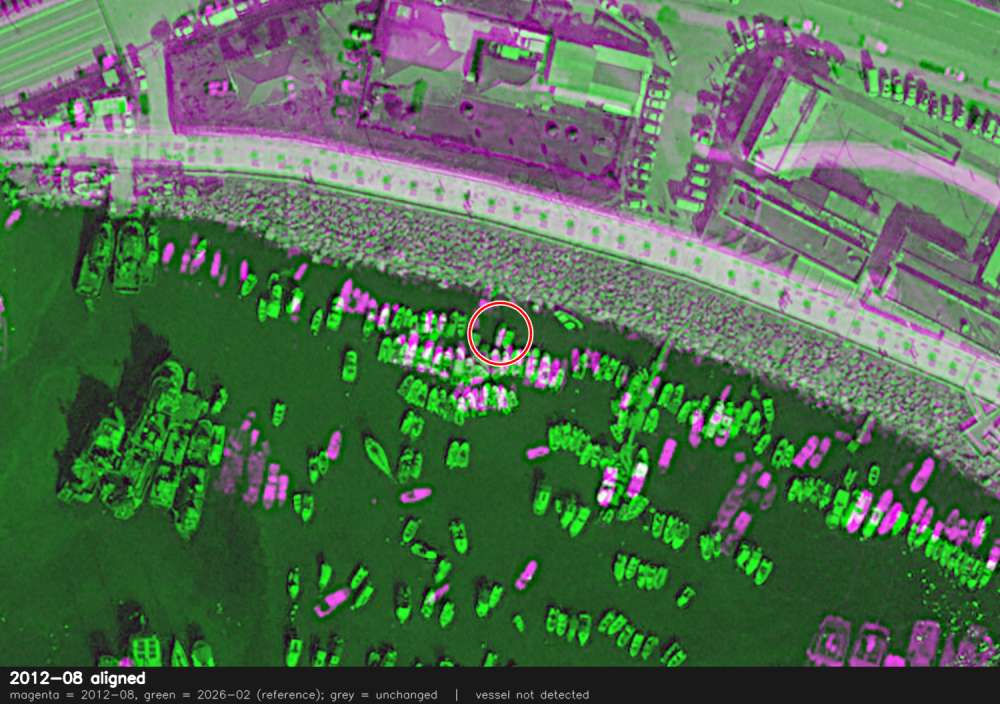 2012-08 aligned
magenta = 2012-08, green = 2026-02 (reference); grey = unchanged | vessel not detected